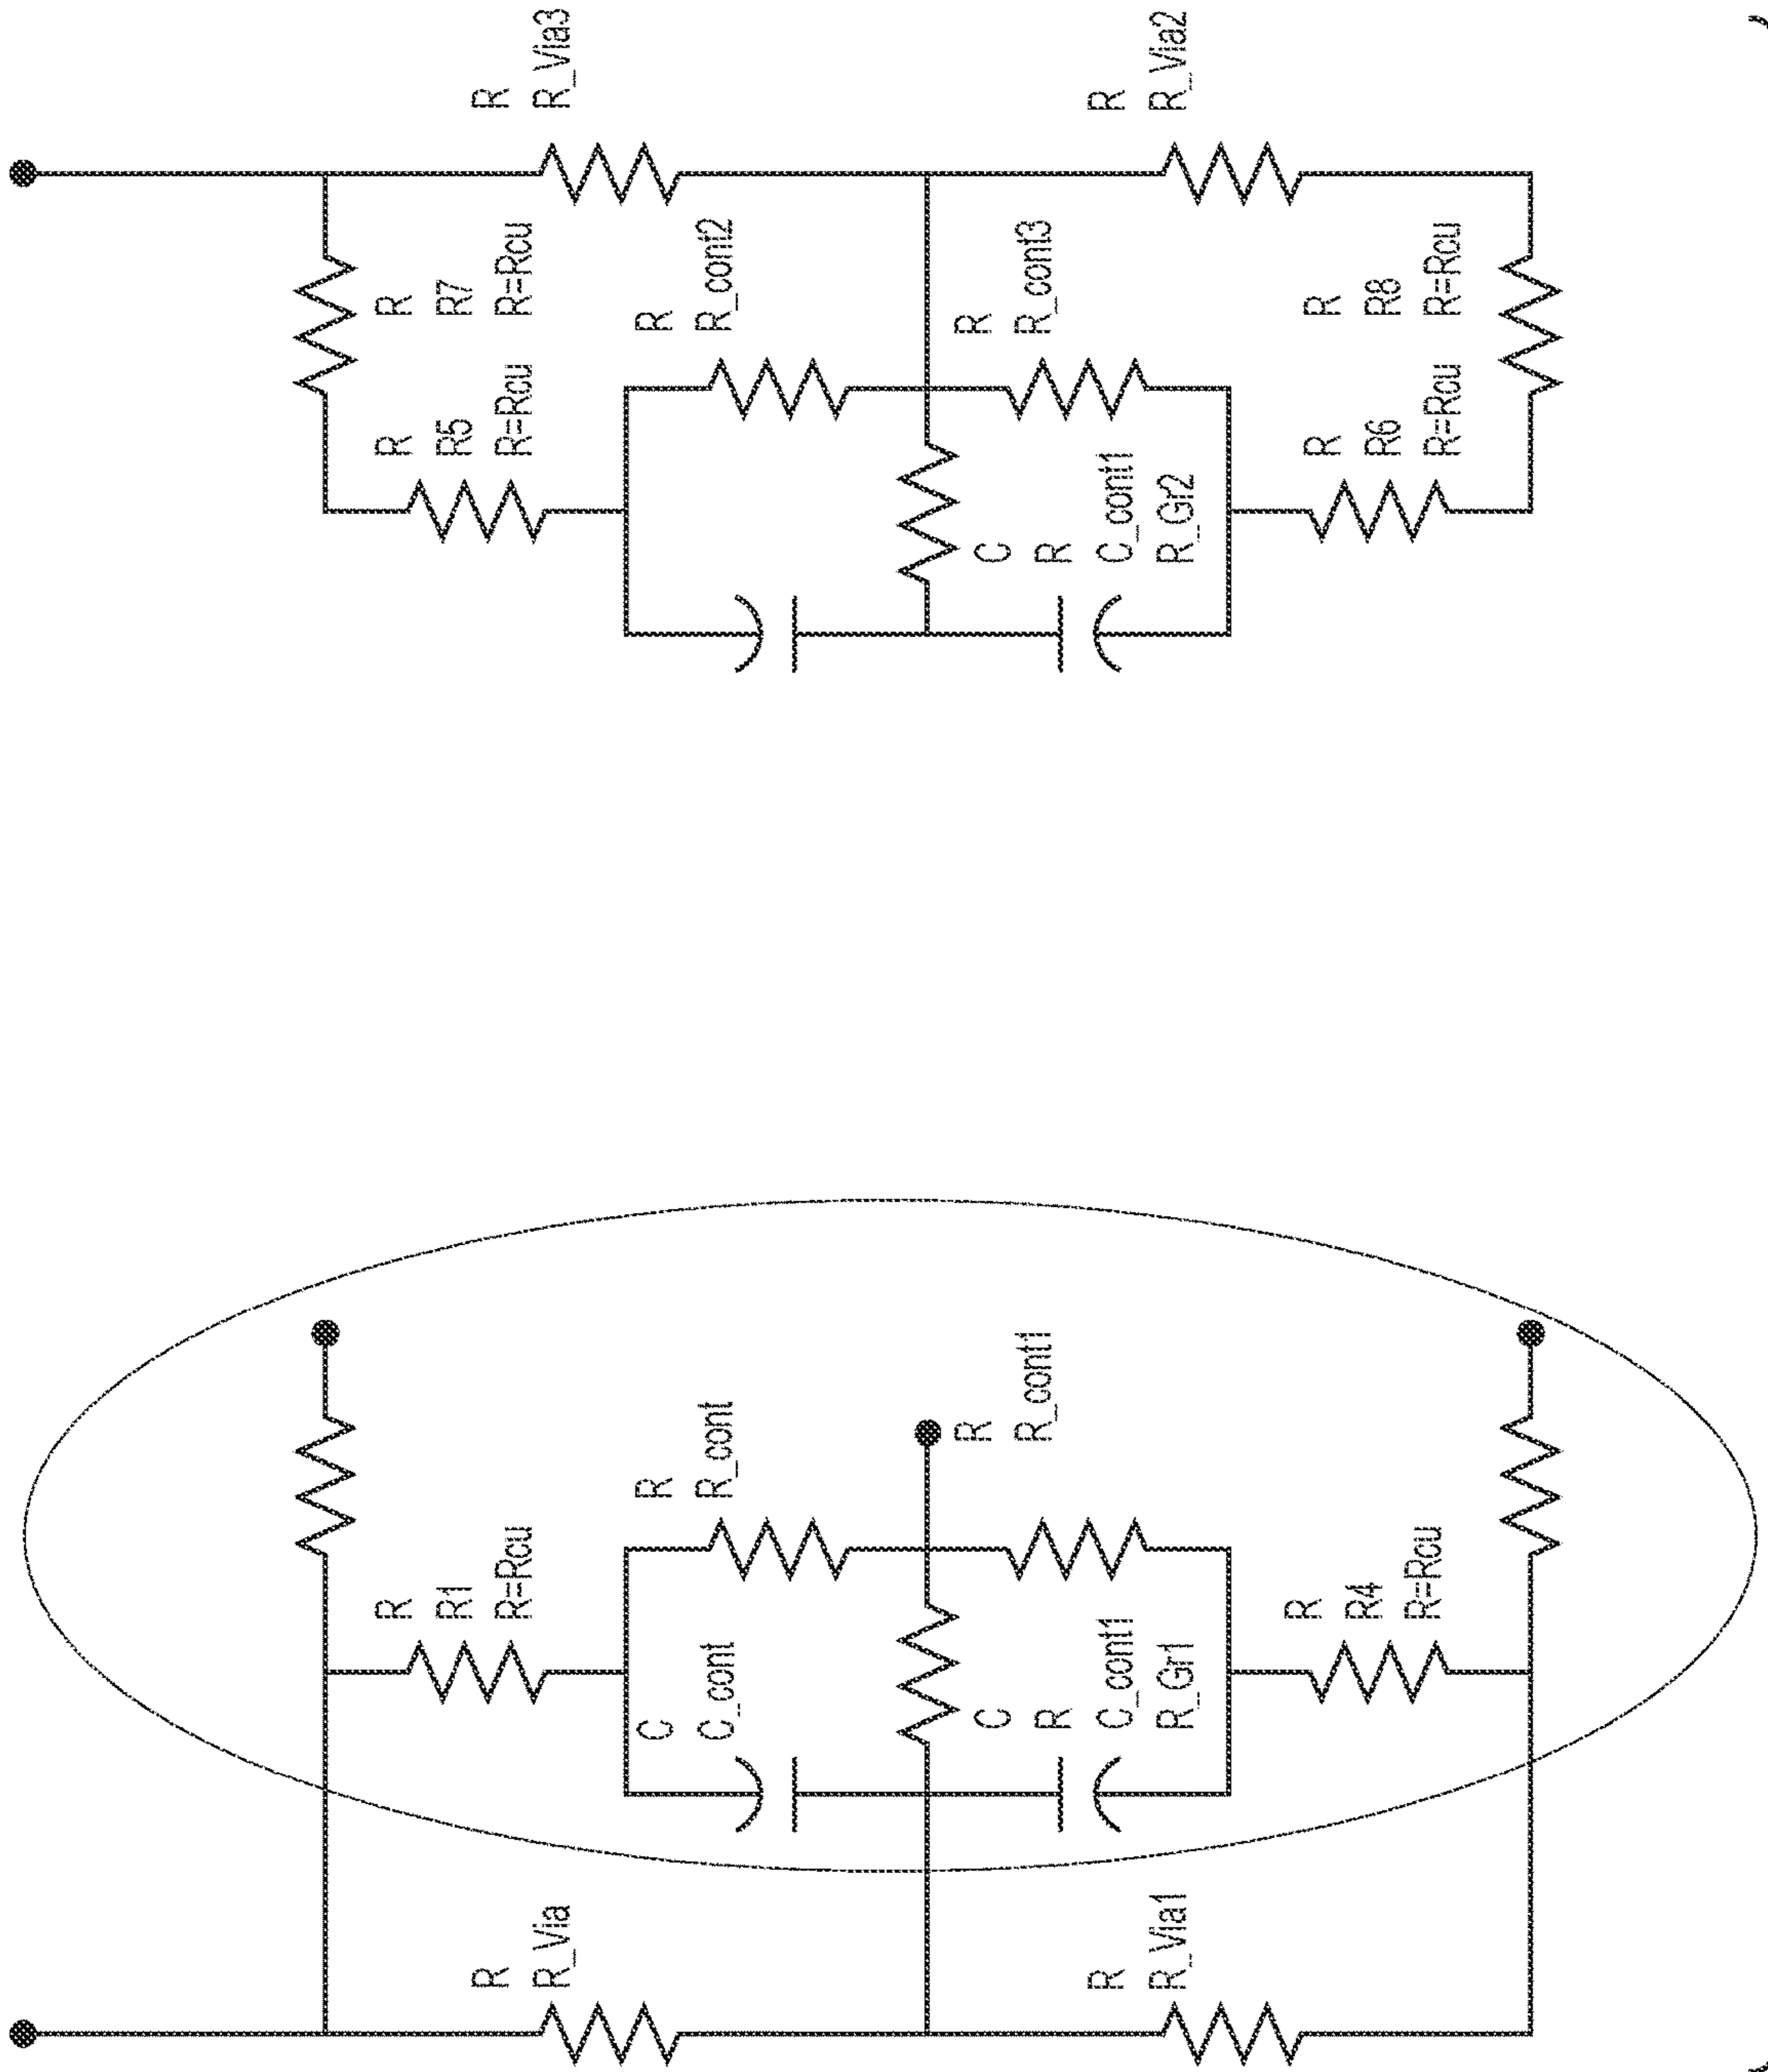 R
R_Via
R
R_Via1
R
R1
R=Rcu
C
C_cont
R
R_cont
C
R
C_cont1
R_Gr1
R
R_cont1
R
R4
R=Rcu
R
R5
R=Rcu
R
R7
R=Rcu
R
R_cont2
C
R
C_cont1
R_Gr2
R
R_cont3
R
R6
R=Rcu
R
R8
R=Rcu
R
R_Via3
R
R_Via2